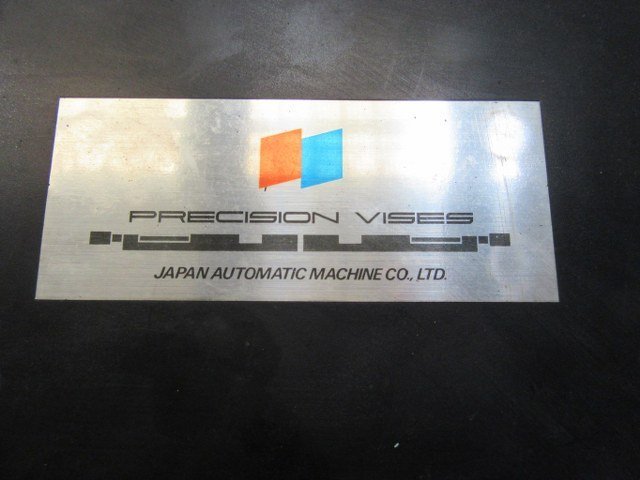 PRECISION VISES
JAPAN AUTOMATIC MACHINE CO., LTD.